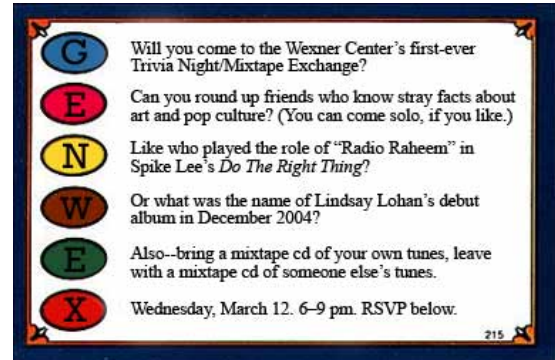 G
Will you come to the Wexner Center's first-ever
Trivia Night/Mixtape Exchange?
E
Can you round up friends who know stray facts about
art and pop culture? (You can come solo, if you like.)
N
Like who played the role of “Radio Raheem” in
Spike Lee's Do The Right Thing?
W
Or what was the name of Lindsay Lohan's debut
album in December 2004?
E
Also--bring a mixtape cd of your own tunes, leave
with a mixtape cd of someone else's tunes.
X
Wednesday, March 12. 6–9 pm. RSVP below.
215